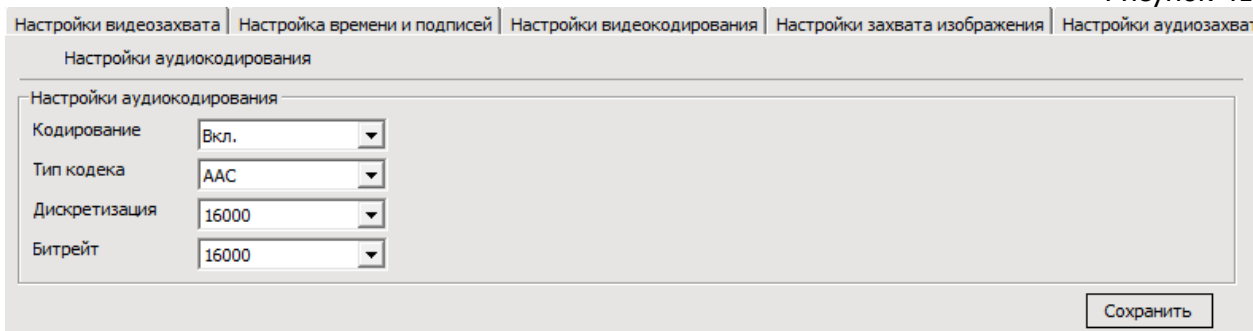 Настройки видеозахвата Настройка времени и подписей Настройки видеокодирования Настройки захвата изображения Настройки
Настройки аудиокодирования
Настройки аудиокодирования
Кодирование Вкл.
Тип кодека AAC
Дискретизация 16000
Битрейт 16000
Сохранить